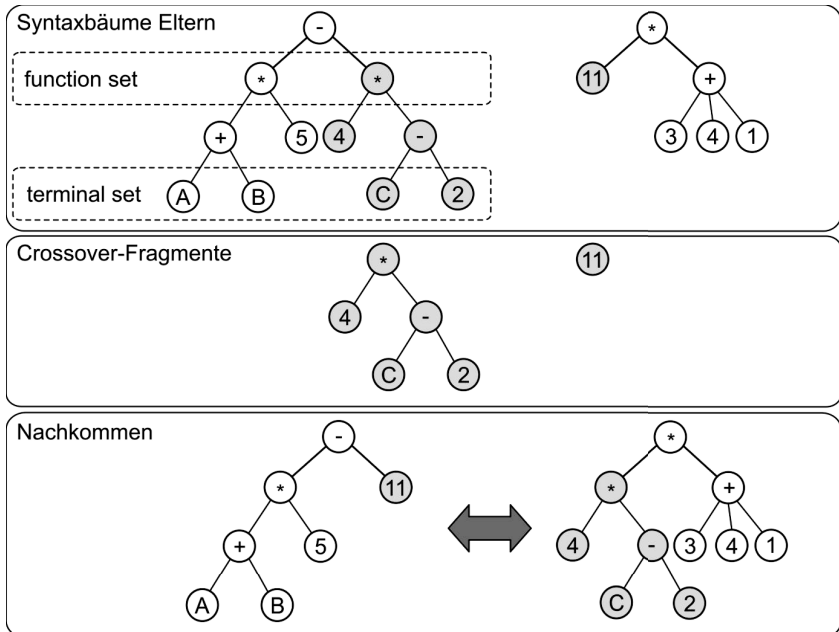 Syntaxbäume Eltern
- *
function set * * 11 +
+ 5 4 - 3 4 1
terminal set A B C 2
Crossover-Fragmente * 11
4 -
C 2
Nachkommen - *
* 11 * +
+ 5 4 - 3 4 1
A B C 2